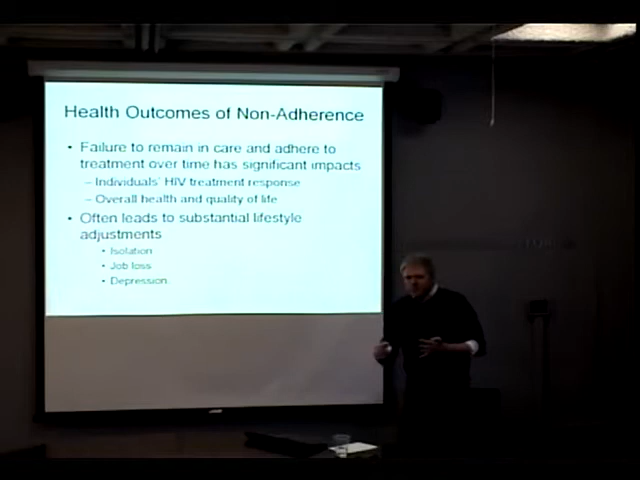 Health Outcomes of Non-Adherence
• Failure to remain in care and adhere to
treatment over time has significant impacts
– Individuals' HIV treatment response
– Overall health and quality of life
• Often leads to substantial lifestyle
adjustments
• Isolation
• Job loss
• Depression